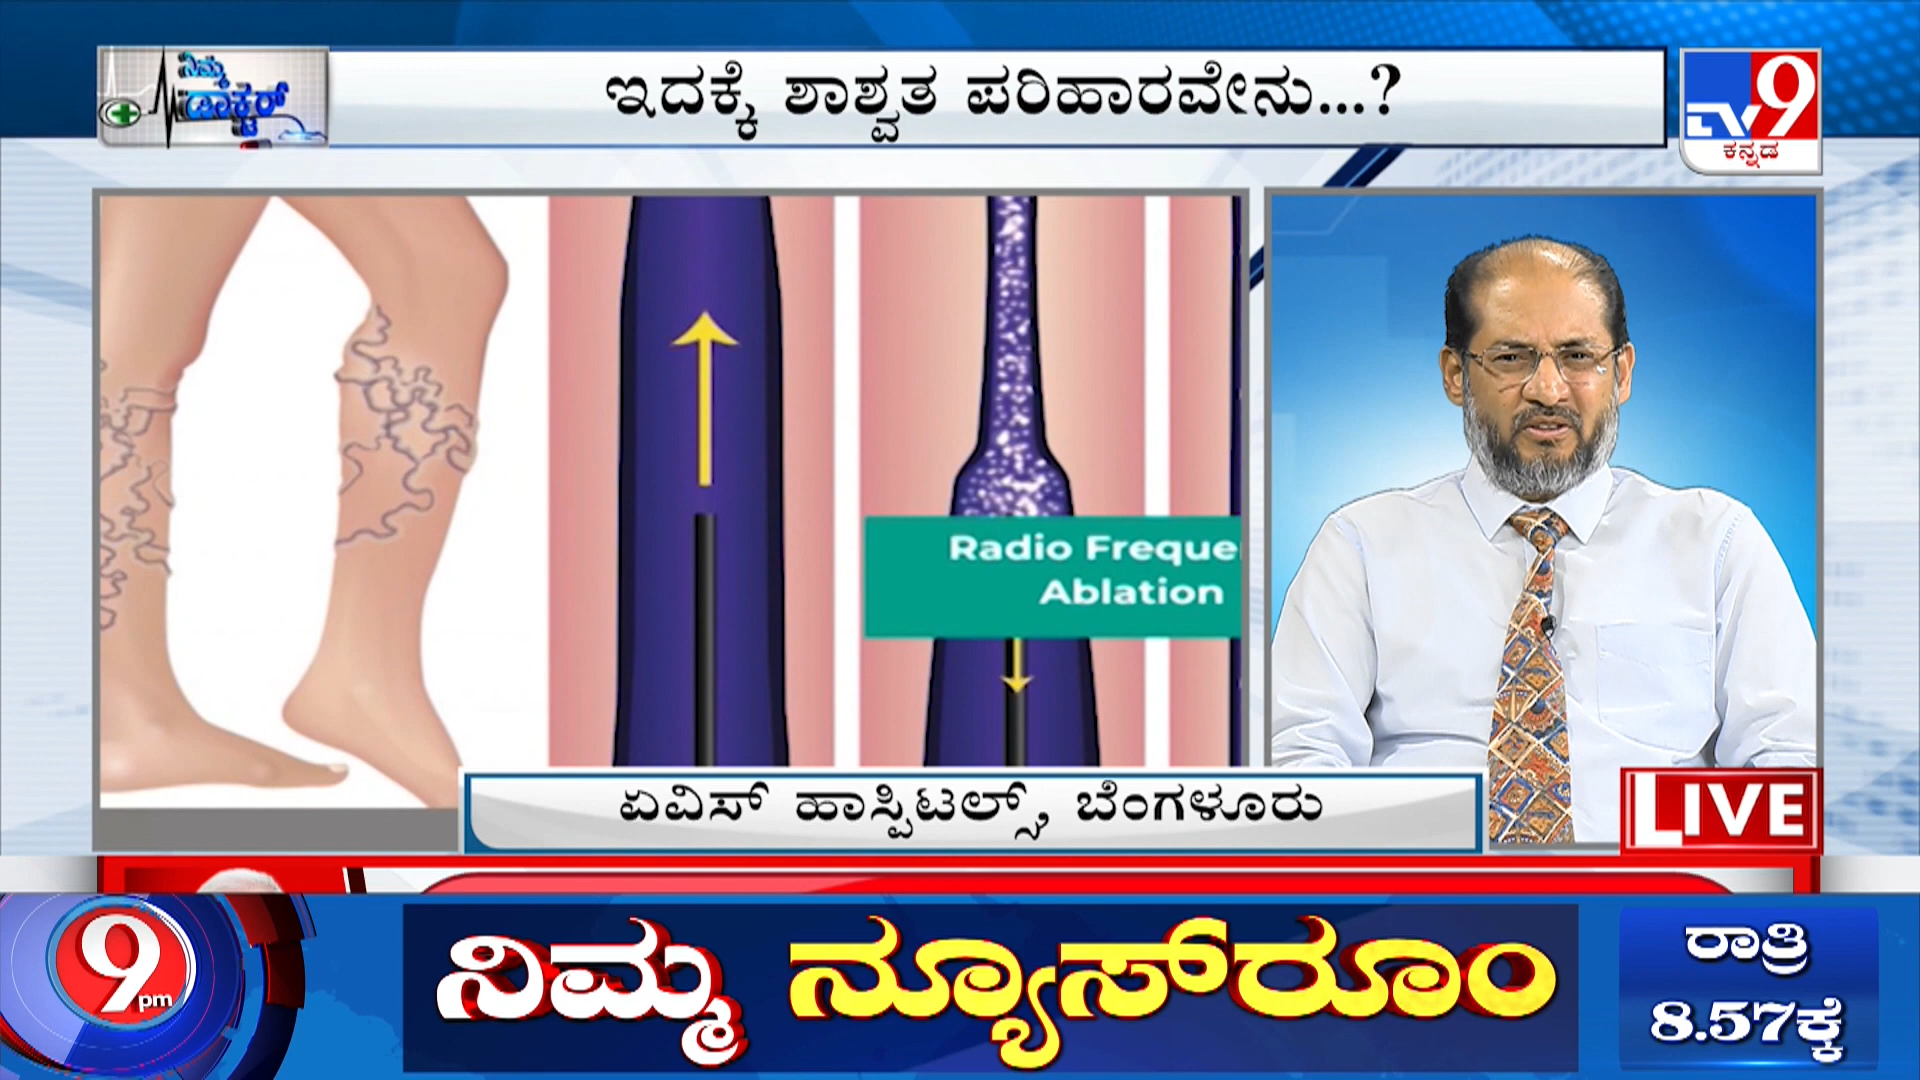 ನಿಮ್ಮ
ಡಾಕ್ಟರ್
ಇದಕ್ಕೆ ಶಾಶ್ವತ ಪರಿಹಾರವೇನು...?
TV9
ಕನ್ನಡ
Radio Freque
Ablation
ಏವಿಸ್ ಹಾಸ್ಪಿಟಲ್ಸ್, ಬೆಂಗಳೂರು
LIVE
9pm
ನಿಮ್ಮ ನ್ಯೂಸ್‌ರೂಂ
ರಾತ್ರಿ
8.57ಕ್ಕೆ